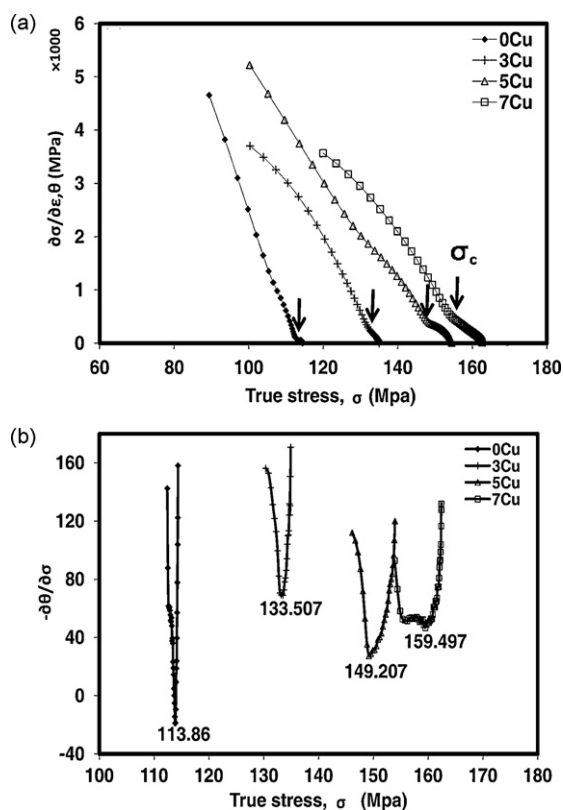 (a)
×1000
∂σ/∂ε,θ (MPa)
6
5
4
3
2
1
0
0Cu
3Cu
5Cu
7Cu
σc
60 80 100 120 140 160 180
True stress, σ (Mpa)
(b)
-∂θ/∂σ
160
120
80
40
0
-40
0Cu
3Cu
5Cu
7Cu
133.507
159.497
149.207
113.86
100 110 120 130 140 150 160 170 180
True stress, σ (Mpa)